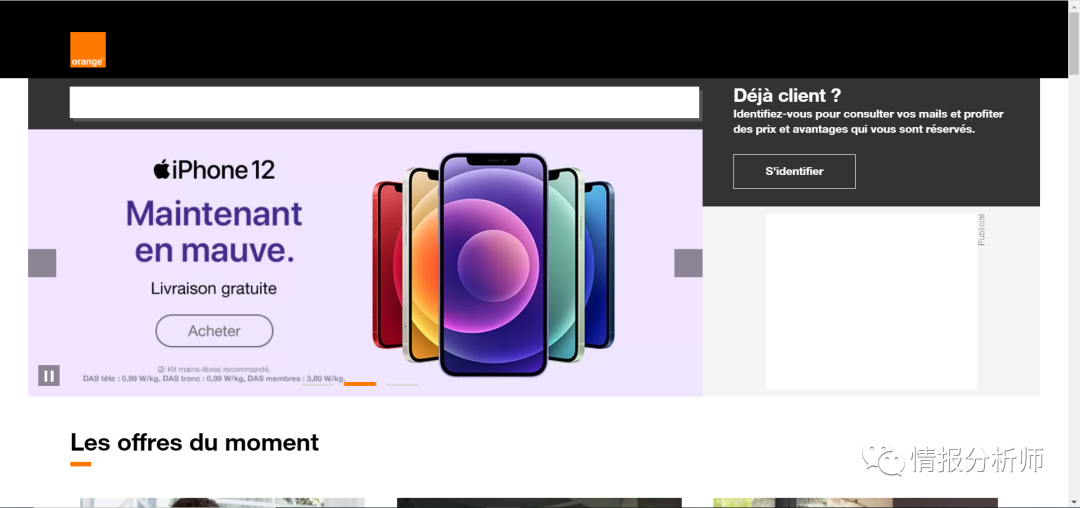 orange
Déjà client ?
Identifiez-vous pour consulter vos mails et profiter
des prix et avantages qui vous sont réservés.
S'identifier
iPhone 12
Maintenant
en mauve.
Livraison gratuite
Acheter
Kit mains-libres recommandé.
DAS tête : 0,99 W/kg, DAS tronc : 0,99 W/kg, DAS membres : 3,80 W/kg.
Publicité
Les offres du moment
情报分析师